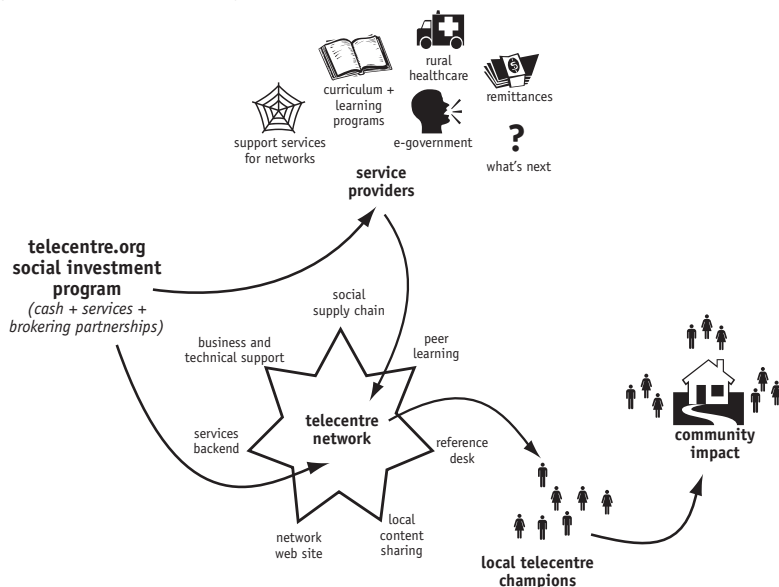 rural
healthcare
curriculum +
learning
programs
remittances
support services
for networks
e-government
?
what's next
service
providers
telecentre.org
social investment
program
(cash + services +
brokering partnerships)
social
supply chain
business and
technical support
peer
learning
telecentre
network
services
backend
reference
desk
network
web site
local
content
sharing
local telecentre
champions
community
impact
$